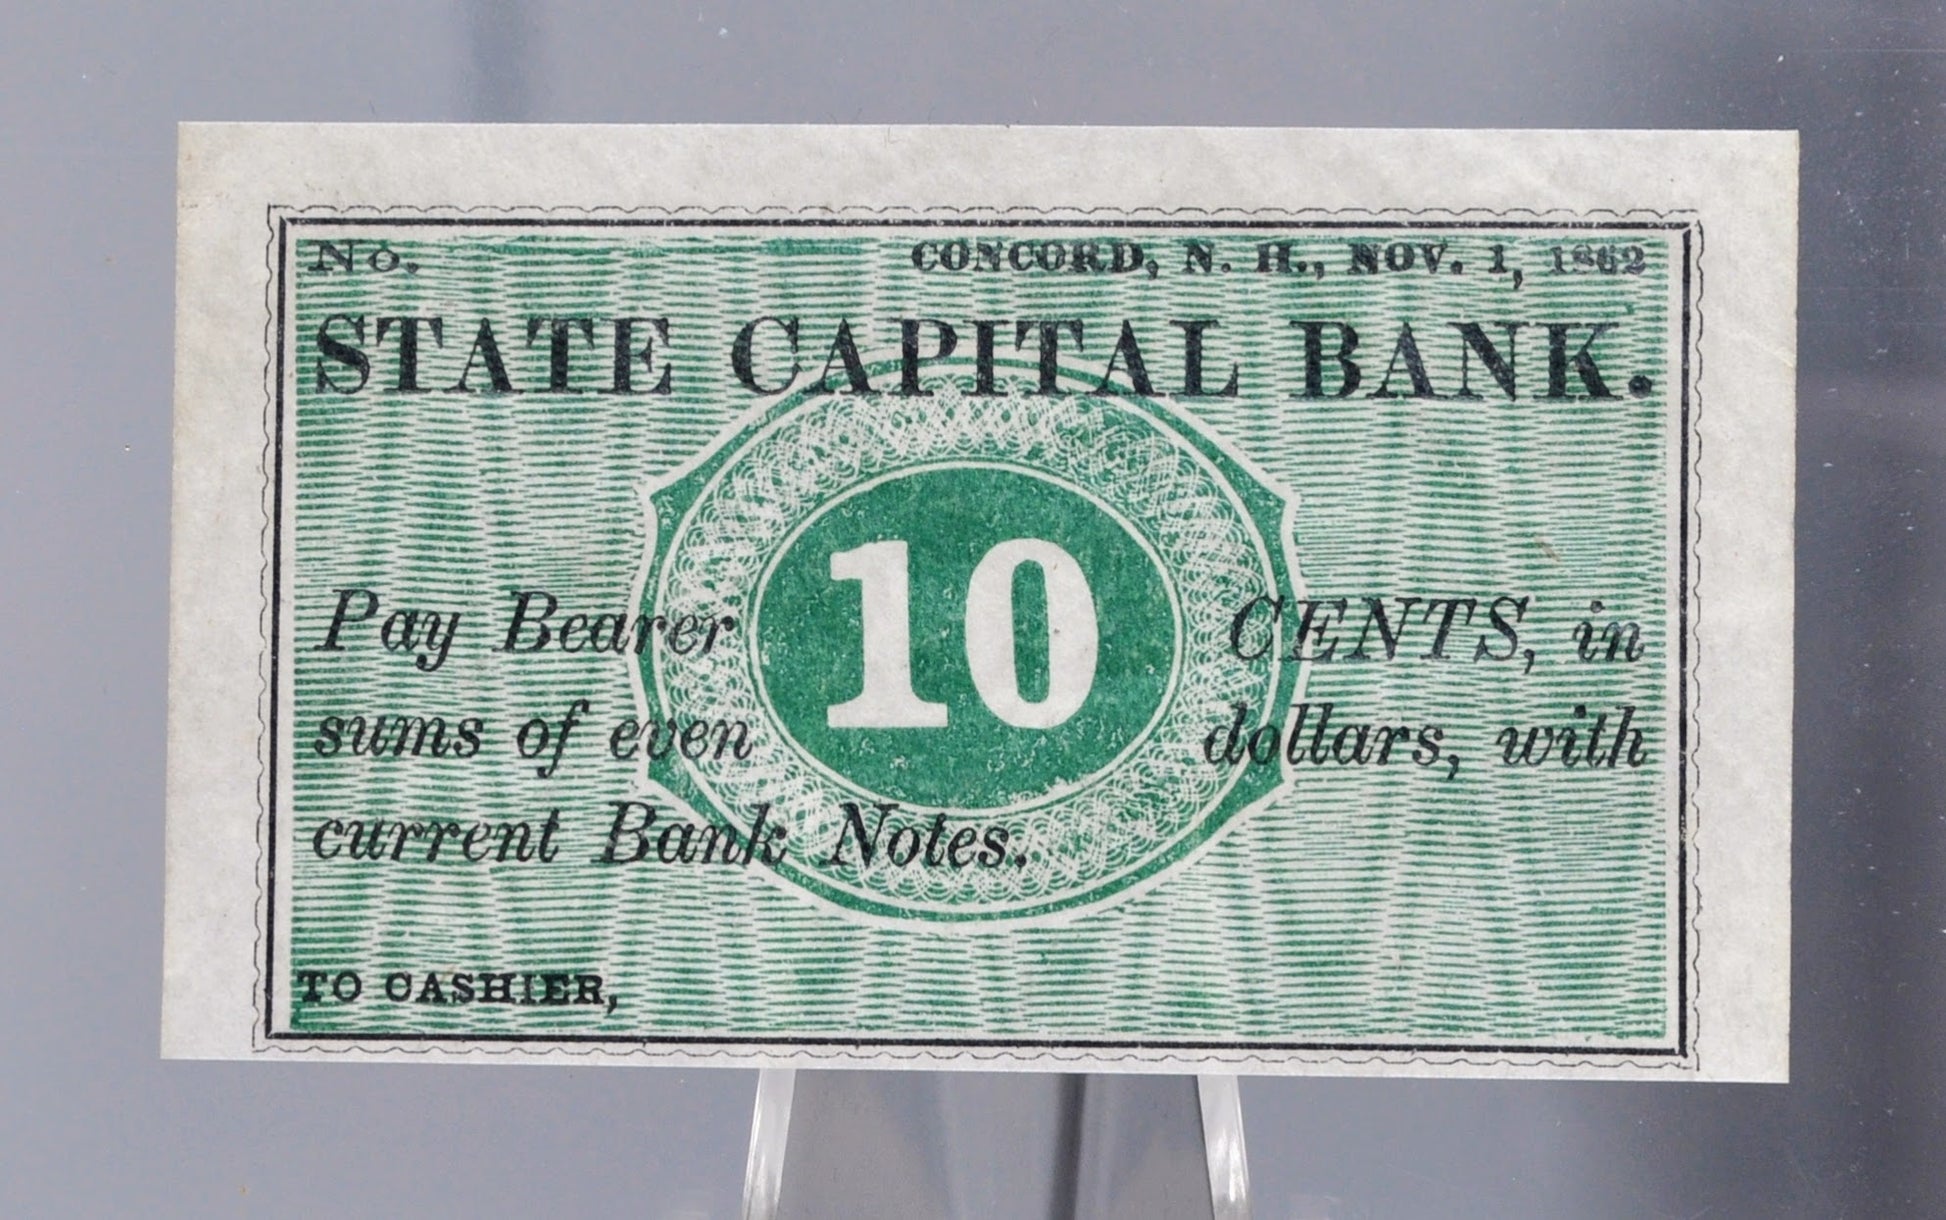 No. CONCORD, N. H., NOV. 1, 1862
STATE CAPITAL BANK.
10
Pay Bearer CENTS, in
sums of even dollars, with
current Bank Notes.
TO CASHIER,